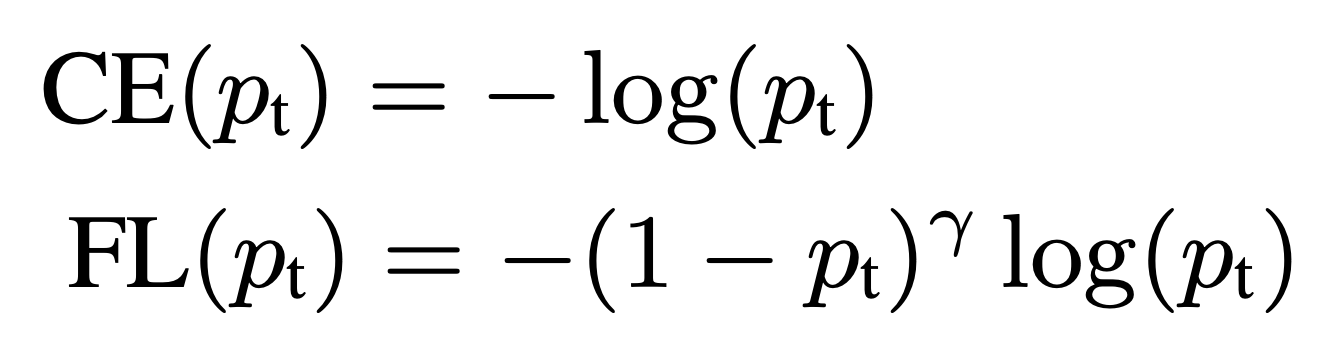 CE(pₜ) = − log(pₜ)
FL(pₜ) = −(1 − pₜ)^γ log(pₜ)